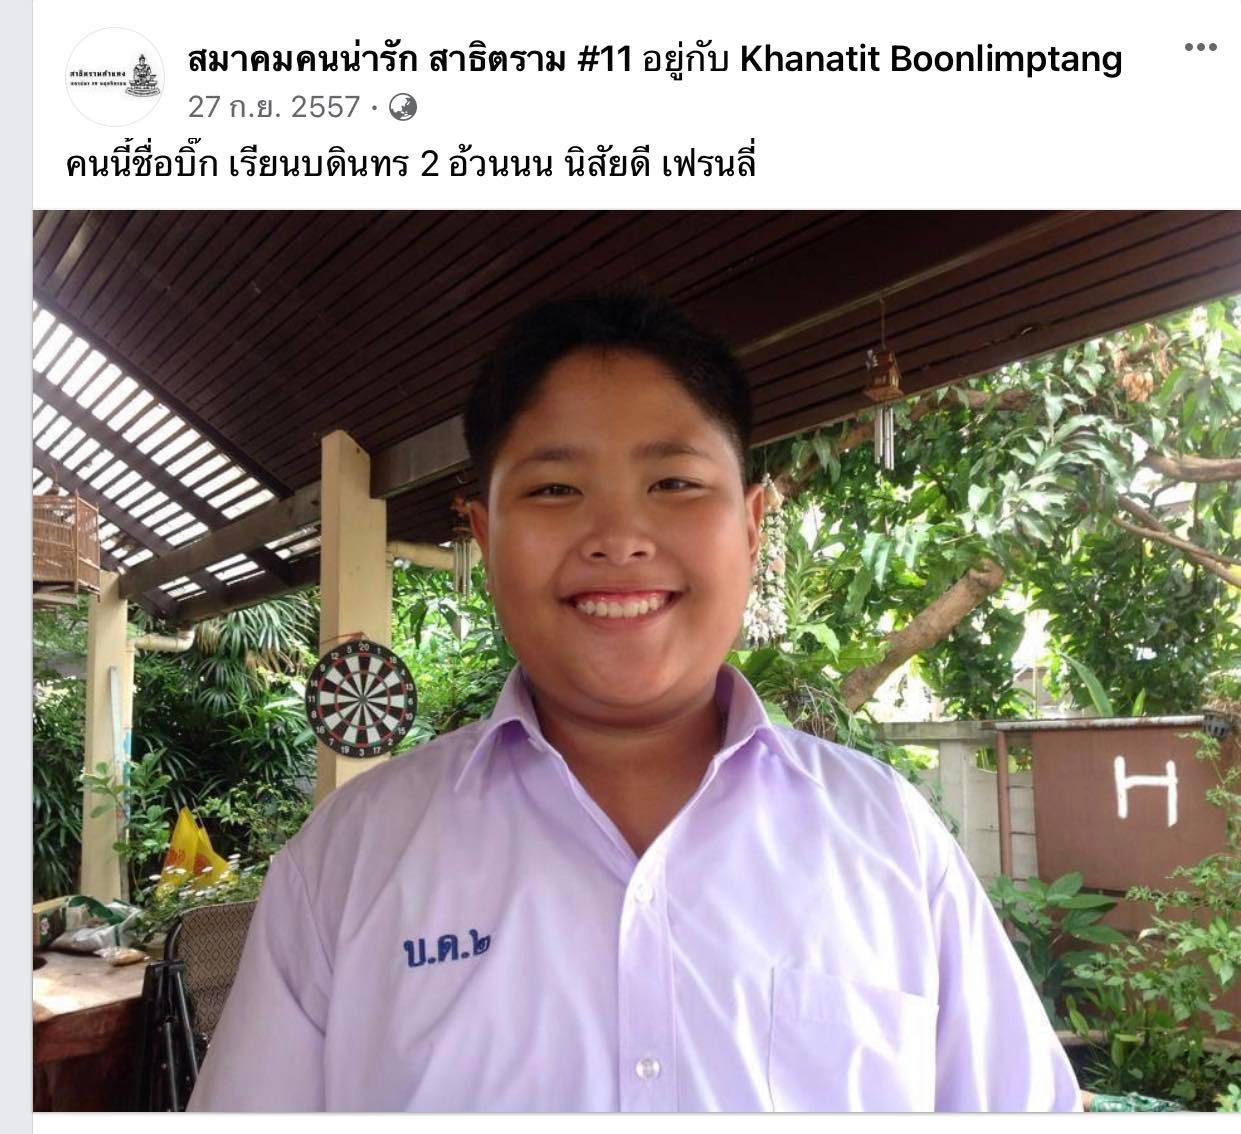 สมาคมคนน่ารัก สาธิตราม #11 อยู่กับ Khanatit Boonlimptang
27 ก.ย. 2557 ·
คนนี้ชื่อบิ๊ก เรียนบดินทร 2 อ้วนนน นิสัยดี เฟรนลี่
บ.ด.๒
H